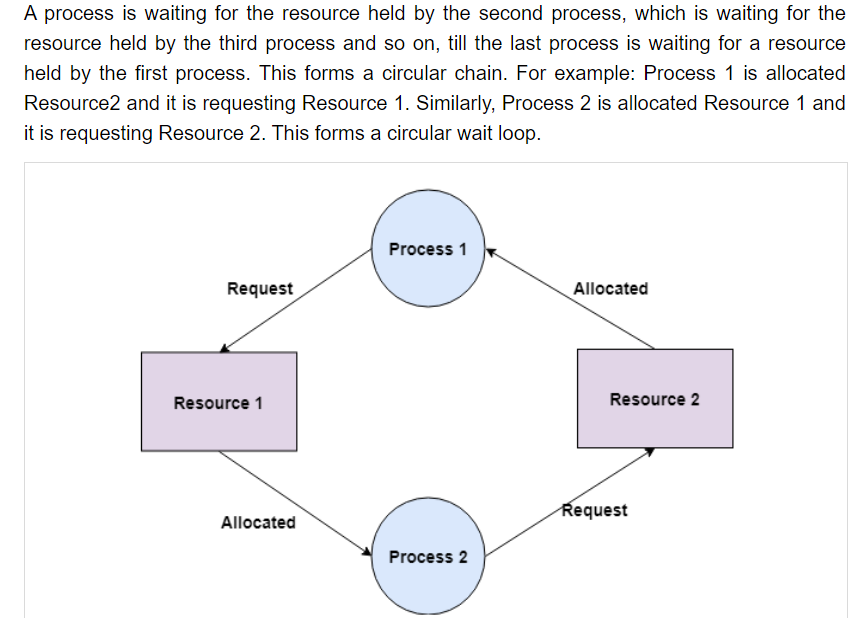 A process is waiting for the resource held by the second process, which is waiting for the
resource held by the third process and so on, till the last process is waiting for a resource
held by the first process. This forms a circular chain. For example: Process 1 is allocated
Resource2 and it is requesting Resource 1. Similarly, Process 2 is allocated Resource 1 and
it is requesting Resource 2. This forms a circular wait loop.
Process 1
Request
Allocated
Resource 1
Resource 2
Allocated
Request
Process 2